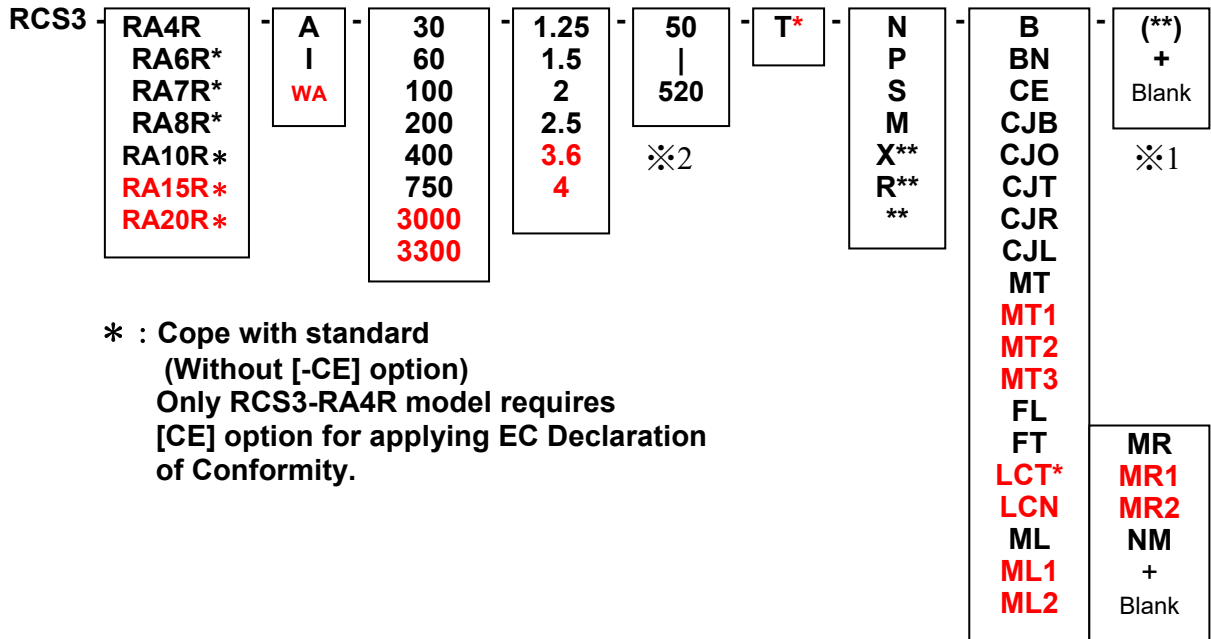 RCS3 - RA4R - A - 30 - 1.25 - 50 - T* - N - B - (**)
RA6R* I 60 1.5 | P BN +
RA7R* WA 100 2 520 S CE Blank
RA8R* 200 2.5 M CJB
RA10R* 400 3.6 ※2 X** CJO ※1
RA15R* 750 4 R** CJT
RA20R* 3000 ** CJR
3300 CJL
MT
* : Cope with standard MT1
(Without [-CE] option) MT2
Only RCS3-RA4R model requires MT3
[CE] option for applying EC Declaration FL
of Conformity. FT MR
LCT* MR1
LCN MR2
ML NM
ML1 +
ML2 Blank